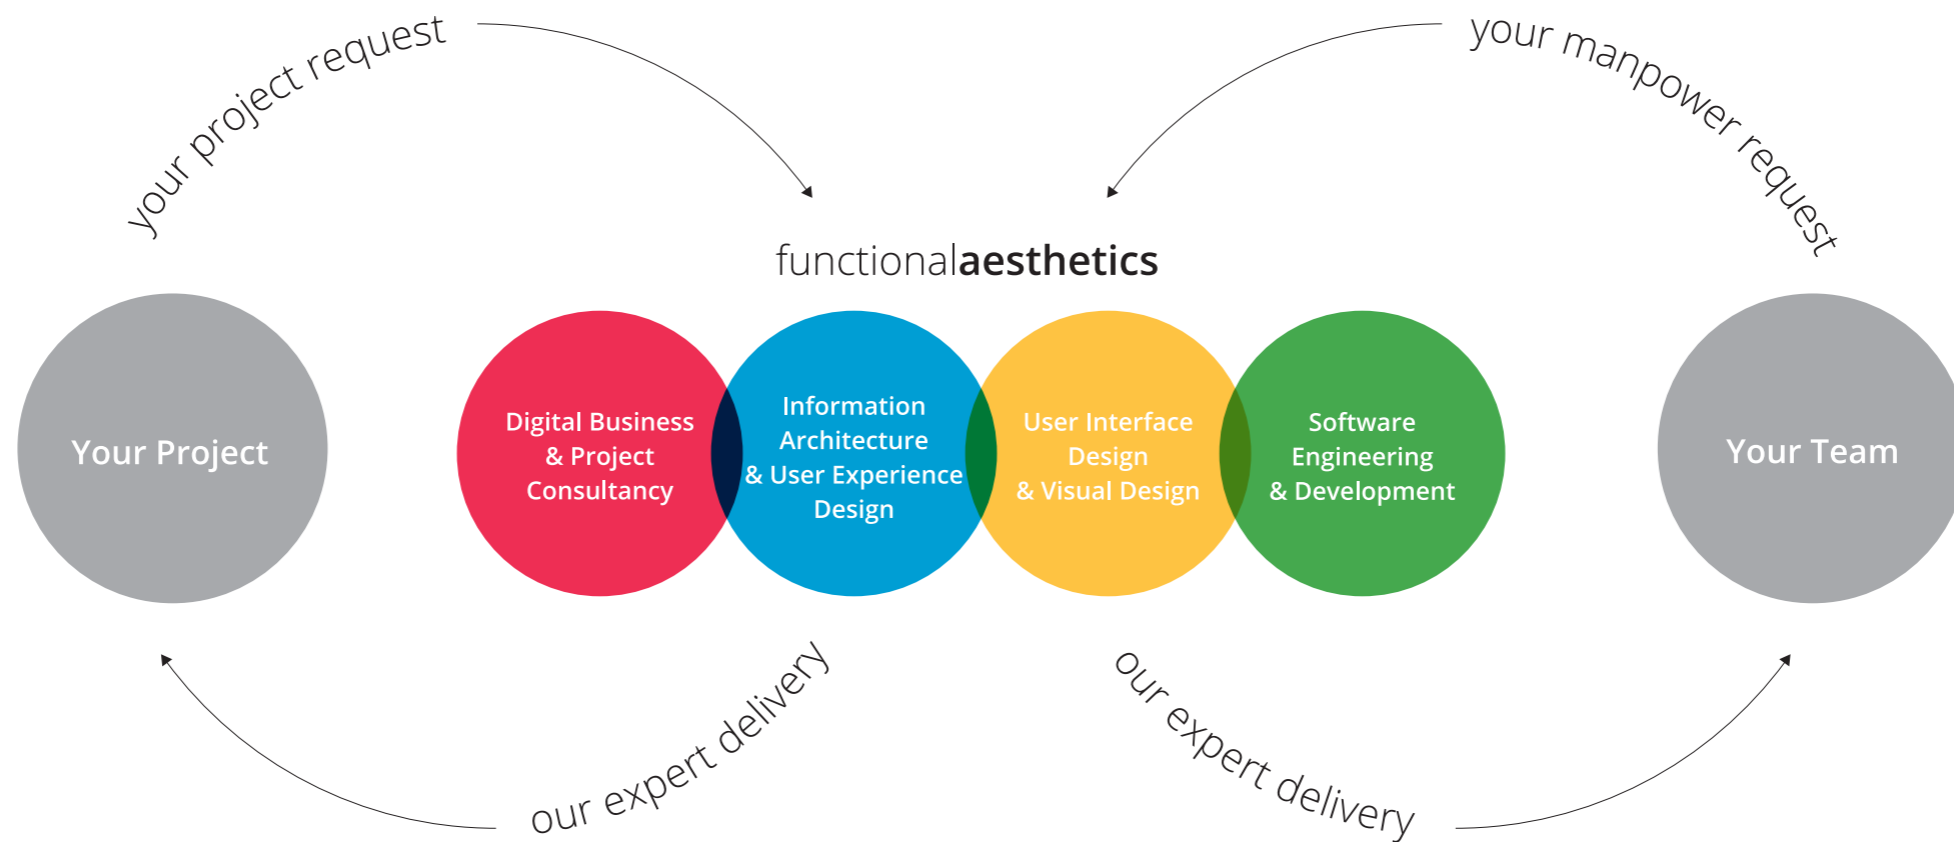 your project request
your manpower request
functionalaesthetics
Your Project
Digital Business
& Project
Consultancy
Information
Architecture
& User Experience
Design
User Interface
Design
& Visual Design
Software
Engineering
& Development
Your Team
our expert delivery
our expert delivery